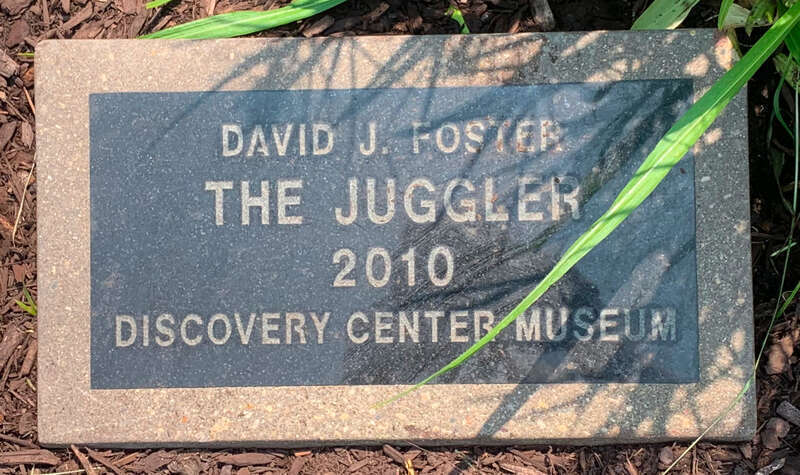 DAVID J. FOSTER
THE JUGGLER
2010
DISCOVERY CENTER MUSEUM